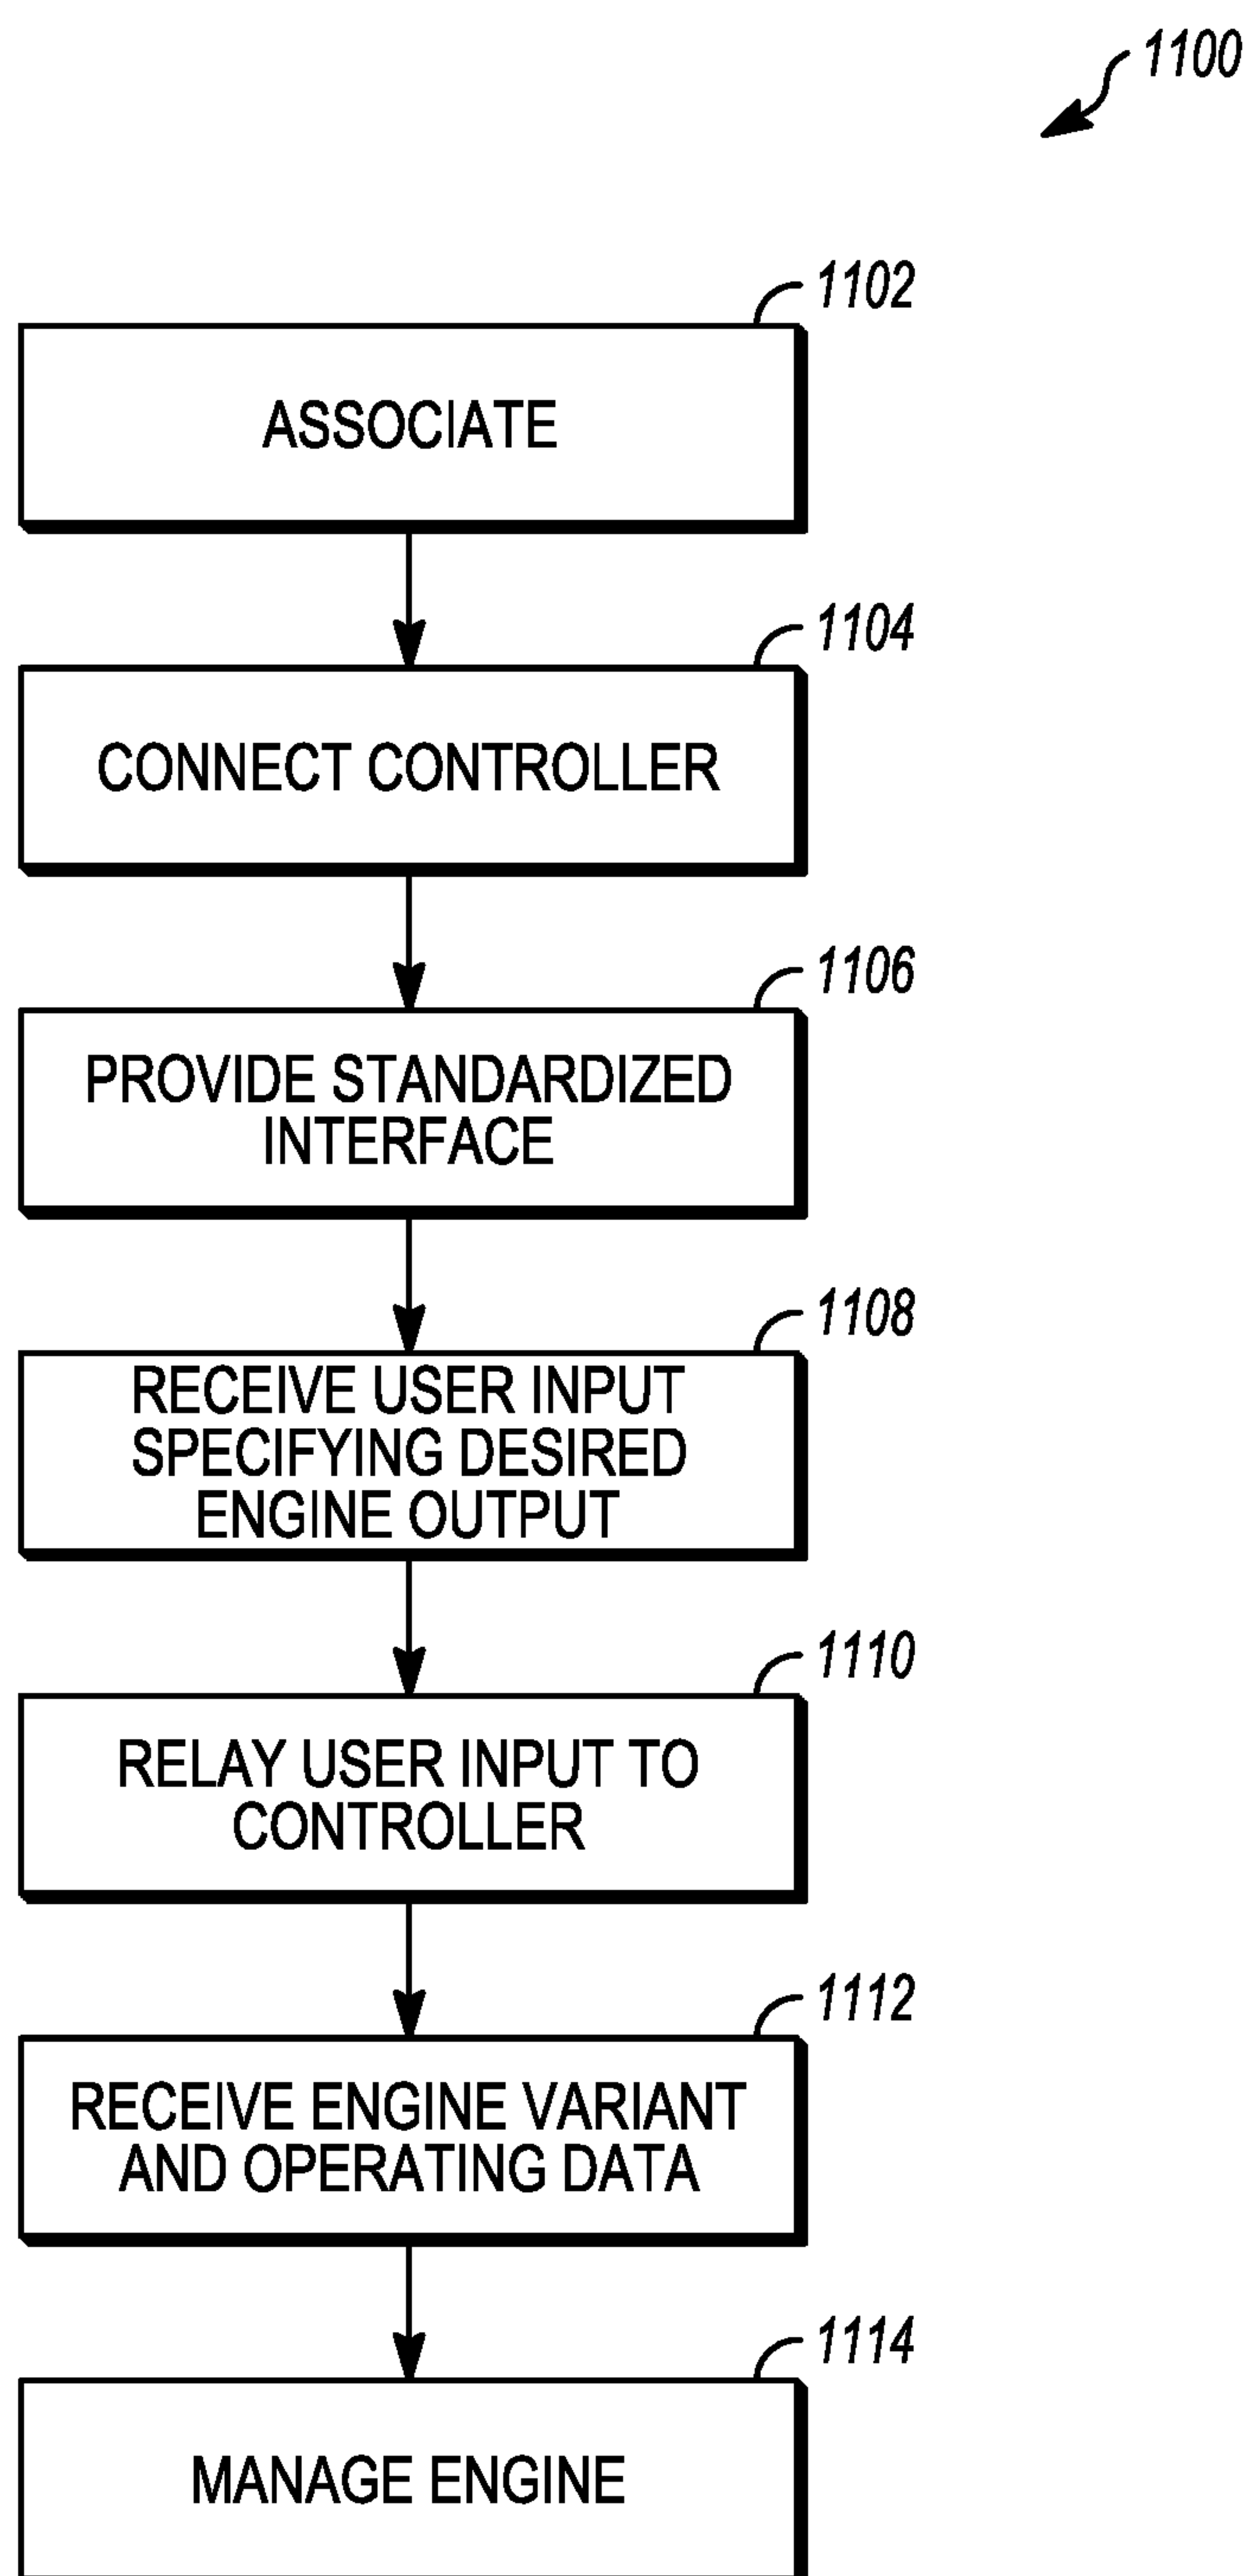 1100
1102
ASSOCIATE
1104
CONNECT CONTROLLER
1106
PROVIDE STANDARDIZED
INTERFACE
1108
RECEIVE USER INPUT
SPECIFYING DESIRED
ENGINE OUTPUT
1110
RELAY USER INPUT TO
CONTROLLER
1112
RECEIVE ENGINE VARIANT
AND OPERATING DATA
1114
MANAGE ENGINE